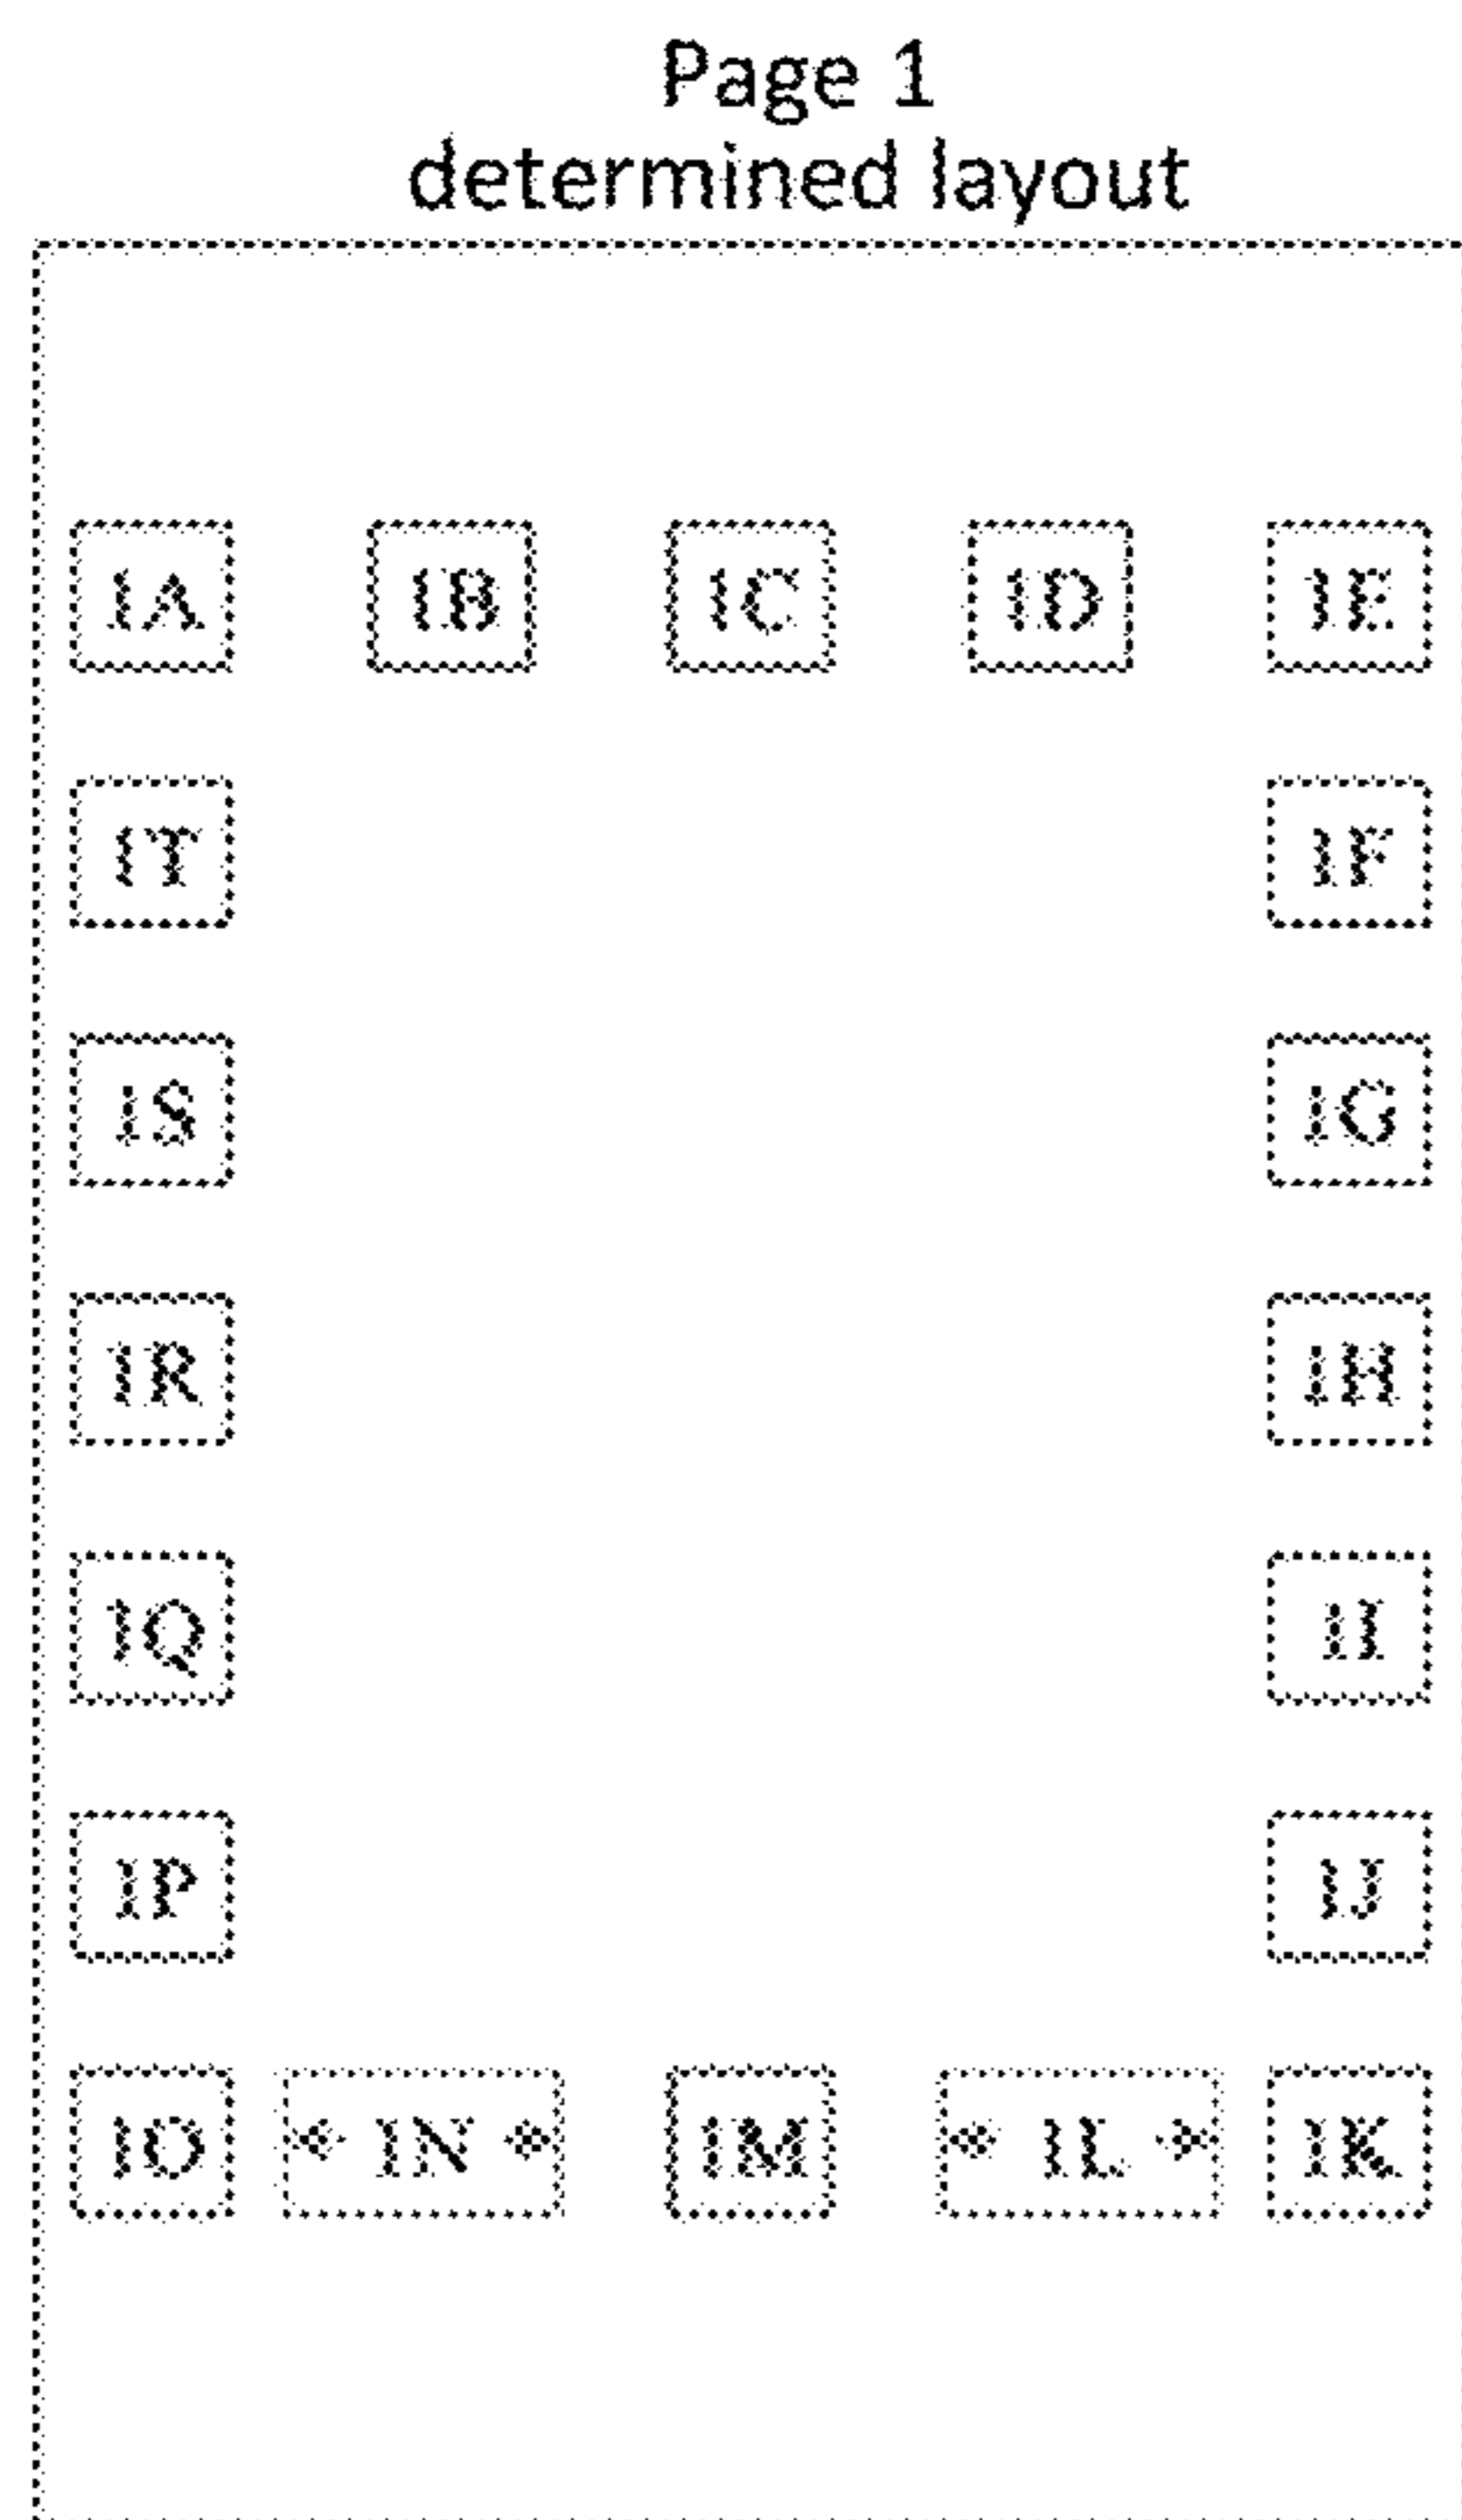 Page 1
determined layout
1A 1B 1C 1D 1E
1T 1F
1S 1G
1R 1H
1Q 1I
1P 1J
1O 1N 1M 1L 1K